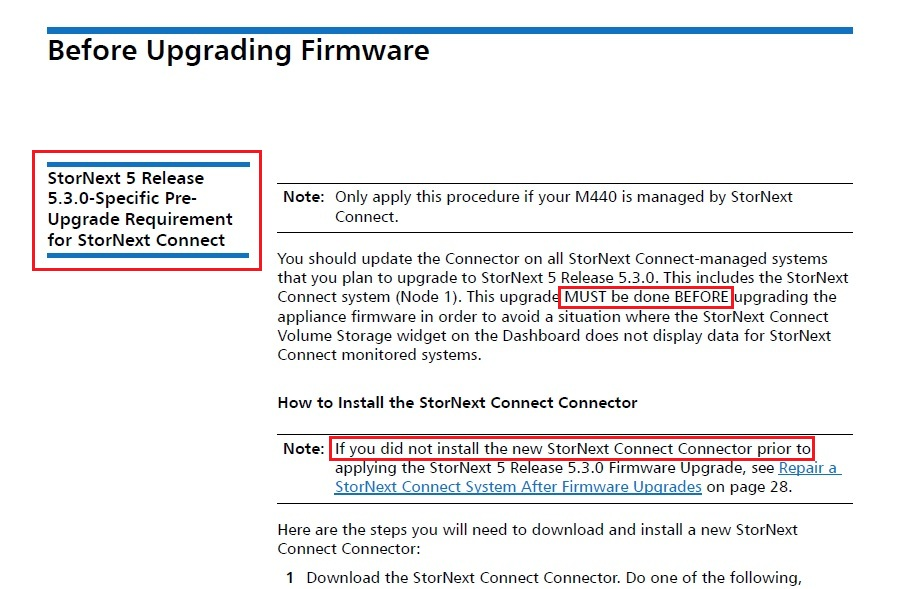 Before Upgrading Firmware
StorNext 5 Release
5.3.0-Specific Pre-
Upgrade Requirement
for StorNext Connect
Note: Only apply this procedure if your M440 is managed by StorNext
Connect.
You should update the Connector on all StorNext Connect-managed systems
that you plan to upgrade to StorNext 5 Release 5.3.0. This includes the StorNext
Connect system (Node 1). This upgrade MUST be done BEFORE upgrading the
appliance firmware in order to avoid a situation where the StorNext Connect
Volume Storage widget on the Dashboard does not display data for StorNext
Connect monitored systems.
How to Install the StorNext Connect Connector
Note: If you did not install the new StorNext Connect Connector prior to
applying the StorNext 5 Release 5.3.0 Firmware Upgrade, see Repair a
StorNext Connect System After Firmware Upgrades on page 28.
Here are the steps you will need to download and install a new StorNext
Connect Connector:
1 Download the StorNext Connect Connector. Do one of the following,